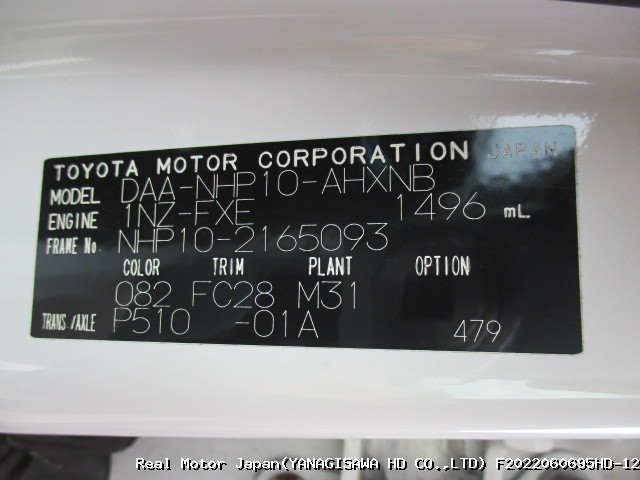 TOYOTA MOTOR CORPORATION JAPAN
MODEL DAA-NHP10-AHXNB
ENGINE 1NZ-FXE 1496 mL
FRAME No. NHP10-2165093
COLOR TRIM PLANT OPTION
082 FC28 M31
TRANS./AXLE P510 -01A 479
Real Motor Japan(YANAGISAWA HD CO.,LTD) F2022060695HD-12